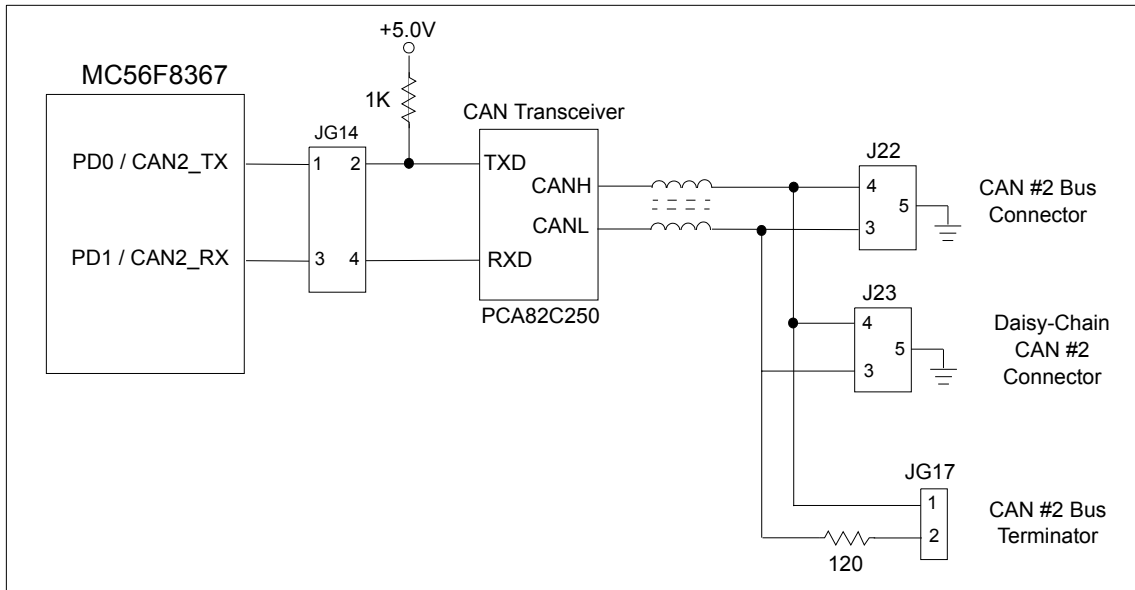 +5.0V
MC56F8367
1K
CAN Transceiver
JG14
J22
PD0 / CAN2_TX
1 2
TXD
CANH
4
5
3
CAN #2 Bus
Connector
CANL
PD1 / CAN2_RX
3 4
RXD
PCA82C250
J23
4
5
3
Daisy-Chain
CAN #2
Connector
JG17
1
2
CAN #2 Bus
Terminator
120